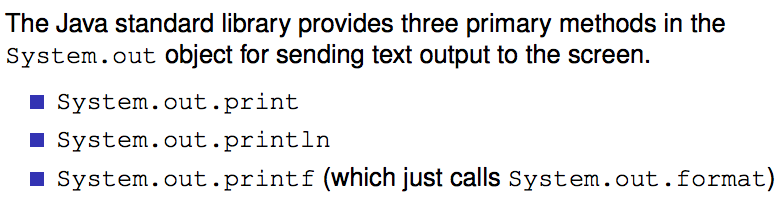 The Java standard library provides three primary methods in the
System.out object for sending text output to the screen.
System.out.print
System.out.println
System.out.printf (which just calls System.out.format)